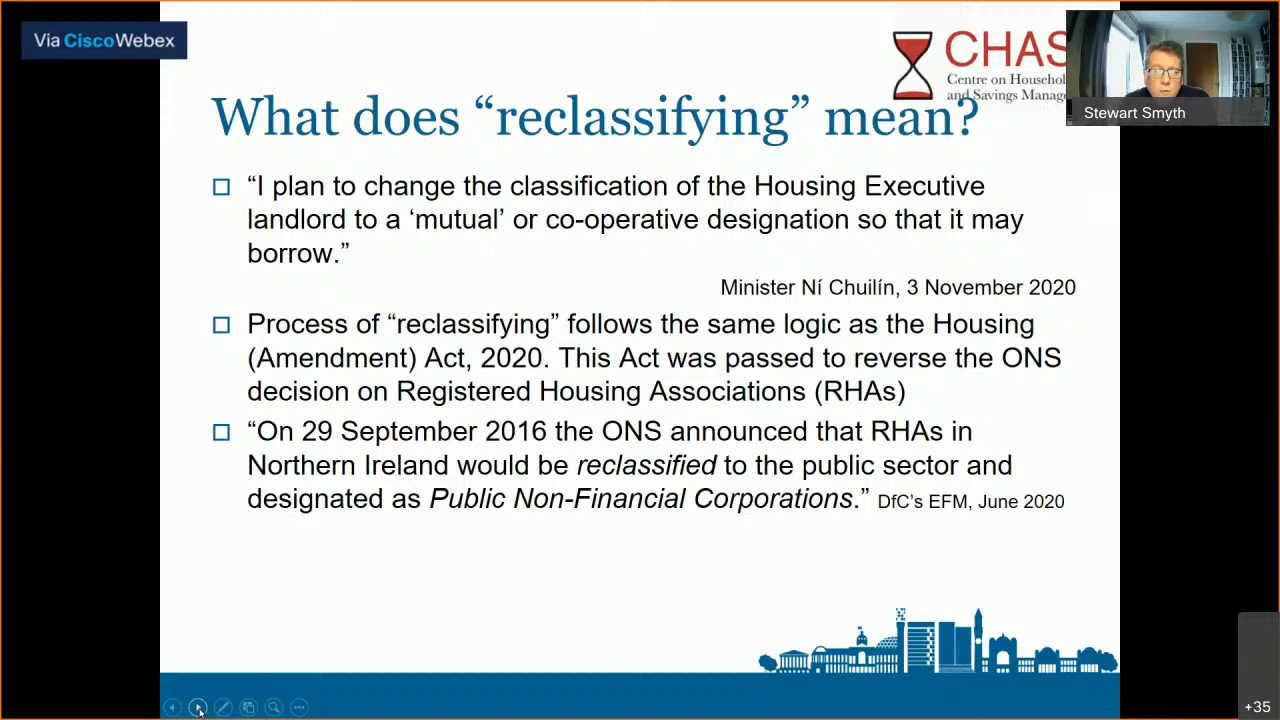 Via Cisco Webex
CHAS
Centre on Househol
and Savings Manage
Stewart Smyth
What does “reclassifying” mean?
“I plan to change the classification of the Housing Executive
landlord to a ‘mutual’ or co-operative designation so that it may
borrow.”
Minister Ní Chuilín, 3 November 2020
Process of “reclassifying” follows the same logic as the Housing
(Amendment) Act, 2020. This Act was passed to reverse the ONS
decision on Registered Housing Associations (RHAs)
“On 29 September 2016 the ONS announced that RHAs in
Northern Ireland would be reclassified to the public sector and
designated as Public Non-Financial Corporations.” DfC’s EFM, June 2020
+35